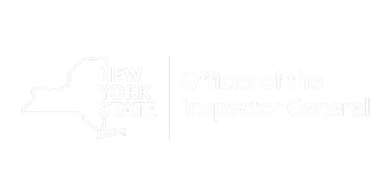 NEW
YORK
STATE
Offices of the
Inspector General